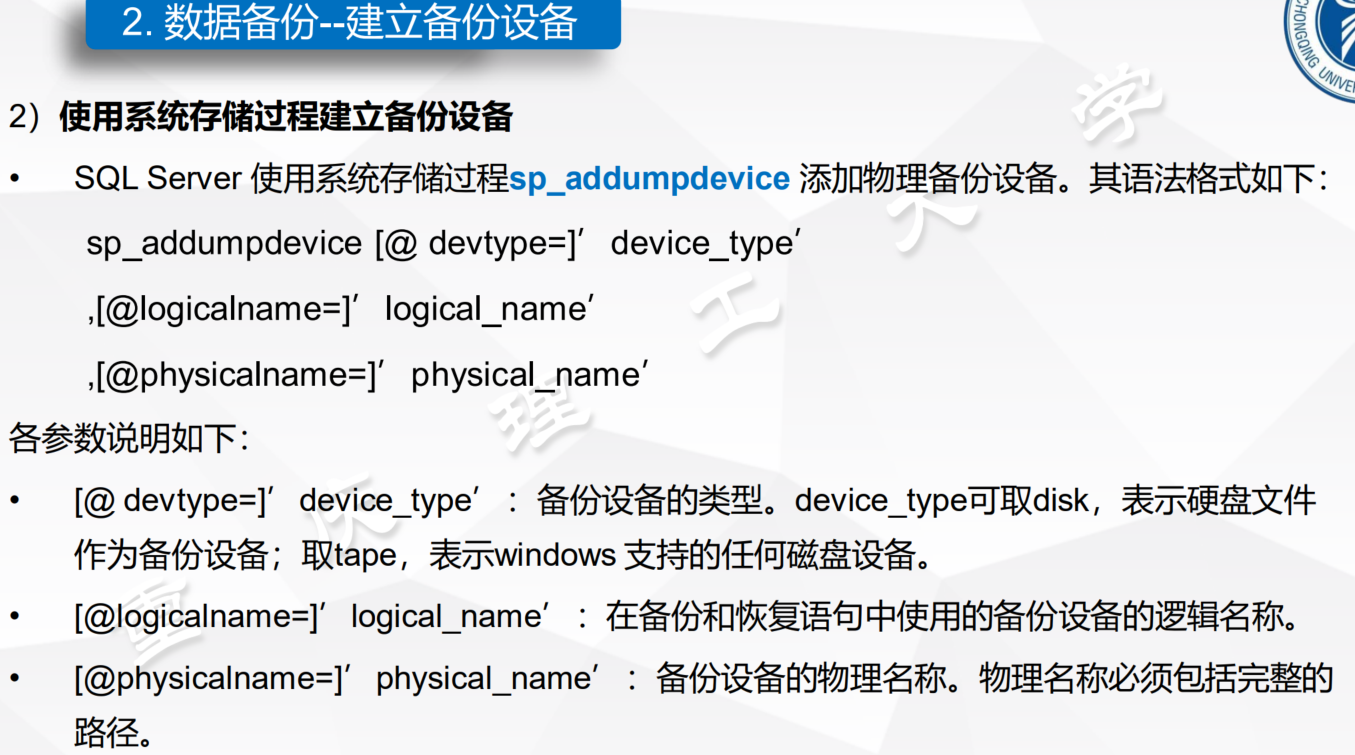 2. 数据备份--建立备份设备
CHONGQING UNIVE
2）使用系统存储过程建立备份设备
• SQL Server 使用系统存储过程sp_addumpdevice 添加物理备份设备。其语法格式如下：
sp_addumpdevice [@ devtype=]′ device_type′
,[@logicalname=]′ logical_name′
,[@physicalname=]′ physical_name′
各参数说明如下：
• [@ devtype=]′ device_type′ ：备份设备的类型。device_type可取disk，表示硬盘文件
作为备份设备；取tape，表示windows 支持的任何磁盘设备。
• [@logicalname=]′ logical_name′ ：在备份和恢复语句中使用的备份设备的逻辑名称。
• [@physicalname=]′ physical_name′ ：备份设备的物理名称。物理名称必须包括完整的
路径。
重庆理工大学